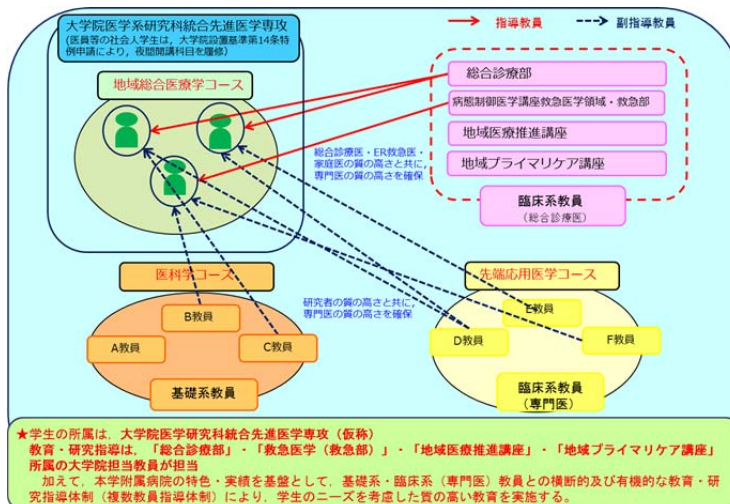 大学院医学系研究科統合先進医学専攻
(医員等の社会人学生は，大学院設置基準第14条特
例申請により，夜間開講科目を履修)
指導教員
副指導教員
地域総合医療学コース
総合診療部
病態制御医学講座救急医学領域・救急部
地域医療推進講座
地域プライマリケア講座
臨床系教員
(総合診療医)
総合診療医・ER救急医・
家庭医の質の高さと共に，
専門医の質の高さを確保
医科学コース
先端応用医学コース
研究者の質の高さと共に，
専門医の質の高さを確保
B教員
A教員
C教員
基礎系教員
E教員
D教員
F教員
臨床系教員
(専門医)
★学生の所属は，大学院医学研究科統合先進医学専攻（仮称）
教育・研究指導は，「総合診療部」・「救急医学（救急部）」・「地域医療推進講座」・「地域プライマリケア講座」
所属の大学院担当教員が担当
加えて，本学附属病院の特色・実績を基盤として，基礎系・臨床系（専門医）教員との横断的及び有機的な教育・研
究指導体制（複数教員指導体制）により，学生のニーズを考慮した質の高い教育を実施する。